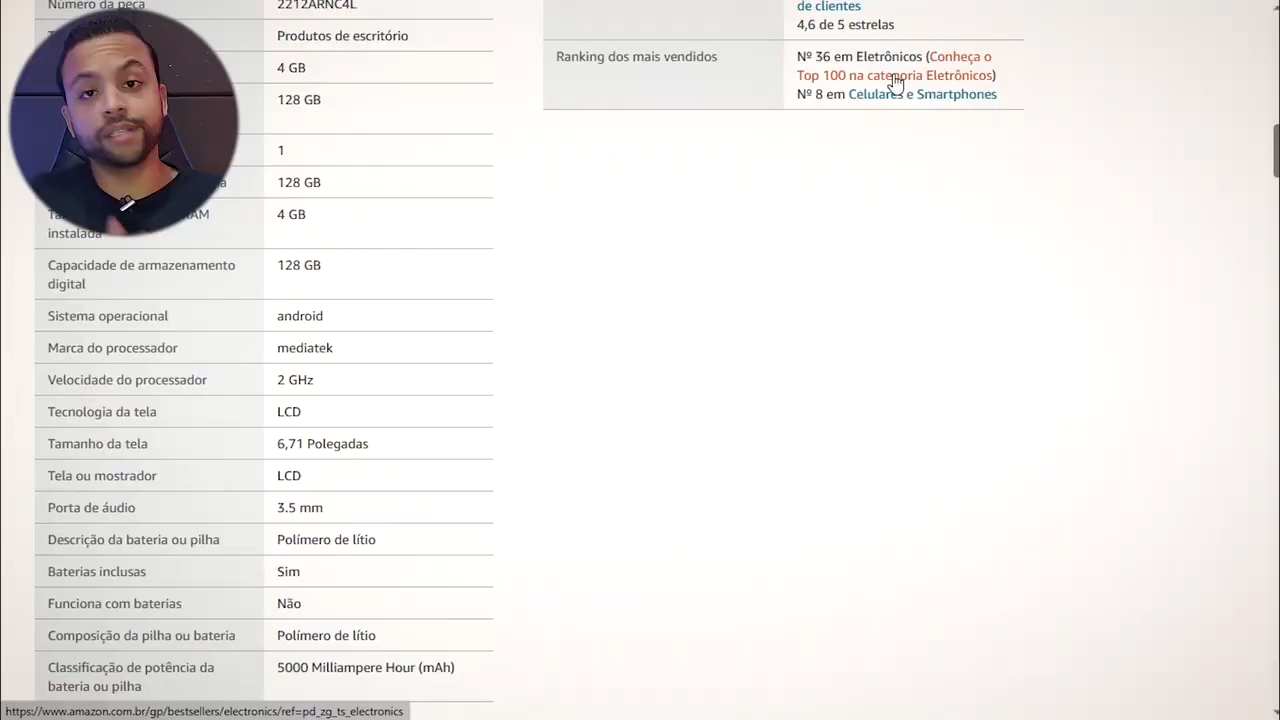 Número da peça 2212ARNC4L
Produtos de escritório
4 GB
128 GB
1
128 GB
RAM 4 GB
instalada
Capacidade de armazenamento 128 GB
digital
Sistema operacional android
Marca do processador mediatek
Velocidade do processador 2 GHz
Tecnologia da tela LCD
Tamanho da tela 6,71 Polegadas
Tela ou mostrador LCD
Porta de áudio 3.5 mm
Descrição da bateria ou pilha Polímero de lítio
Baterias inclusas Sim
Funciona com baterias Não
Composição da pilha ou bateria Polímero de lítio
Classificação de potência da 5000 Milliampere Hour (mAh)
bateria ou pilha
de clientes
4,6 de 5 estrelas
Ranking dos mais vendidos Nº 36 em Eletrônicos (Conheça o
Top 100 na categoria Eletrônicos)
Nº 8 em Celulares e Smartphones
https://www.amazon.com.br/gp/bestsellers/electronics/ref=pd_zg_ts_electronics